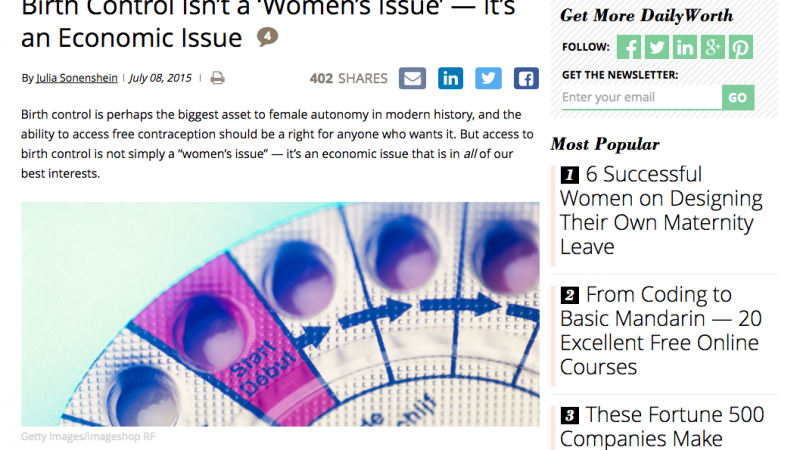 Birth Control Isn't a 'Women's Issue' — It's
an Economic Issue 4
By Julia Sonenshein | July 08, 2015 |
402 SHARES
Birth control is perhaps the biggest asset to female autonomy in modern history, and the
ability to access free contraception should be a right for anyone who wants it. But access to
birth control is not simply a "women's issue" — it's an economic issue that is in all of our
best interests.
Start
Début
Getty Images/Imageshop RF
Get More DailyWorth
FOLLOW:
GET THE NEWSLETTER:
Enter your email GO
Most Popular
1 6 Successful
Women on Designing
Their Own Maternity
Leave
2 From Coding to
Basic Mandarin — 20
Excellent Free Online
Courses
3 These Fortune 500
Companies Make